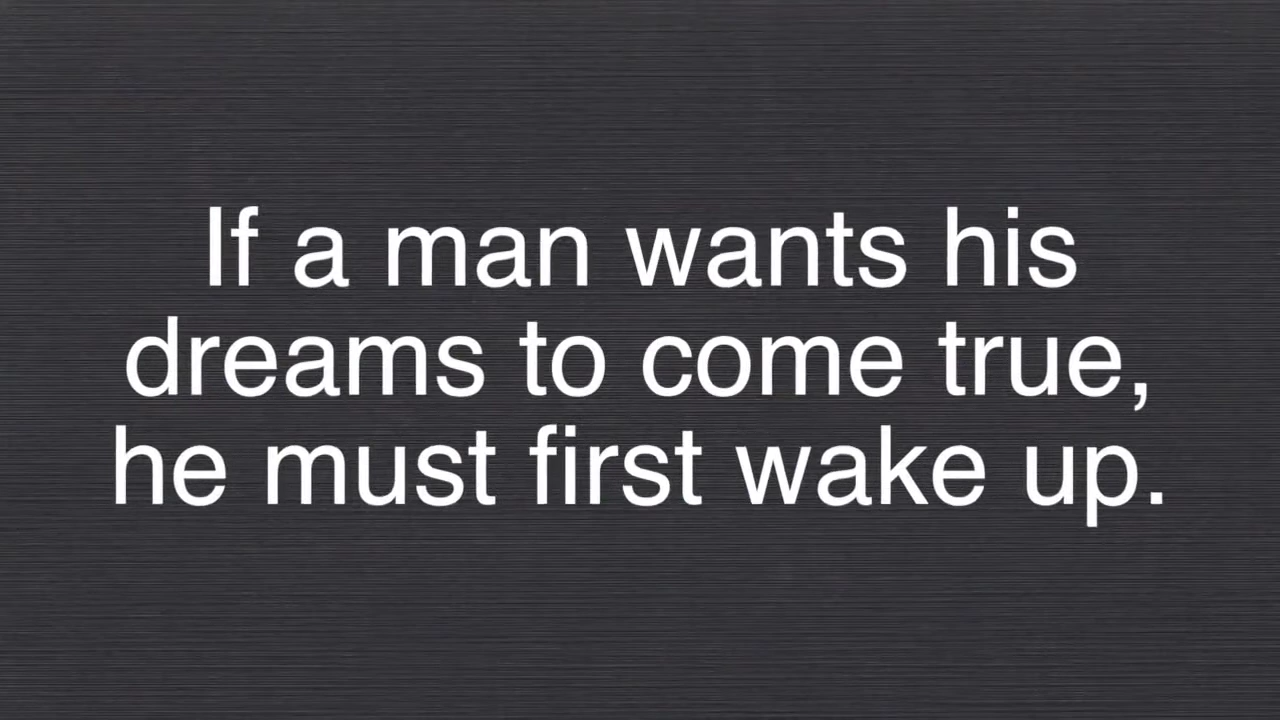 If a man wants his
dreams to come true,
he must first wake up.